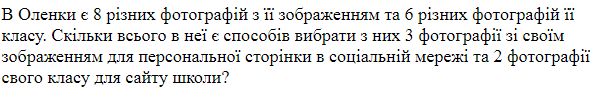 В Оленки є 8 різних фотографій з її зображенням та 6 різних фотографій її
класу. Скільки всього в неї є способів вибрати з них 3 фотографії зі своїм
зображенням для персональної сторінки в соціальній мережі та 2 фотографії
свого класу для сайту школи?